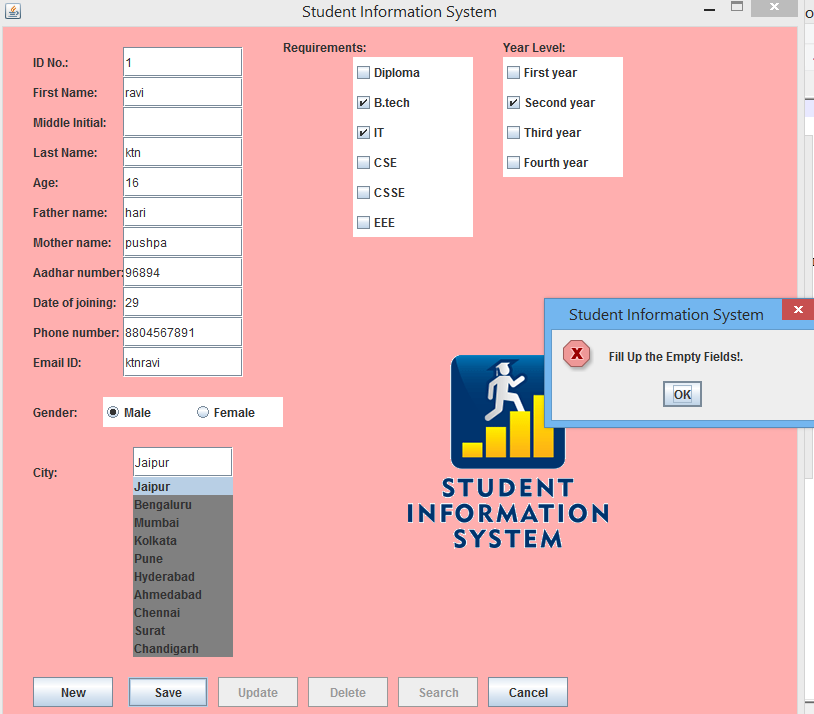 Student Information System
ID No.: 1
First Name: ravi
Middle Initial:
Last Name: ktn
Age: 16
Father name: hari
Mother name: pushpa
Aadhar number: 96894
Date of joining: 29
Phone number: 8804567891
Email ID: ktnravi
Gender: Male Female
City: Jaipur
Jaipur
Bengaluru
Mumbai
Kolkata
Pune
Hyderabad
Ahmedabad
Chennai
Surat
Chandigarh
Requirements:
Diploma
B.tech
IT
CSE
CSSE
EEE
Year Level:
First year
Second year
Third year
Fourth year
Student Information System
Fill Up the Empty Fields!.
OK
STUDENT
INFORMATION
SYSTEM
New Save Update Delete Search Cancel